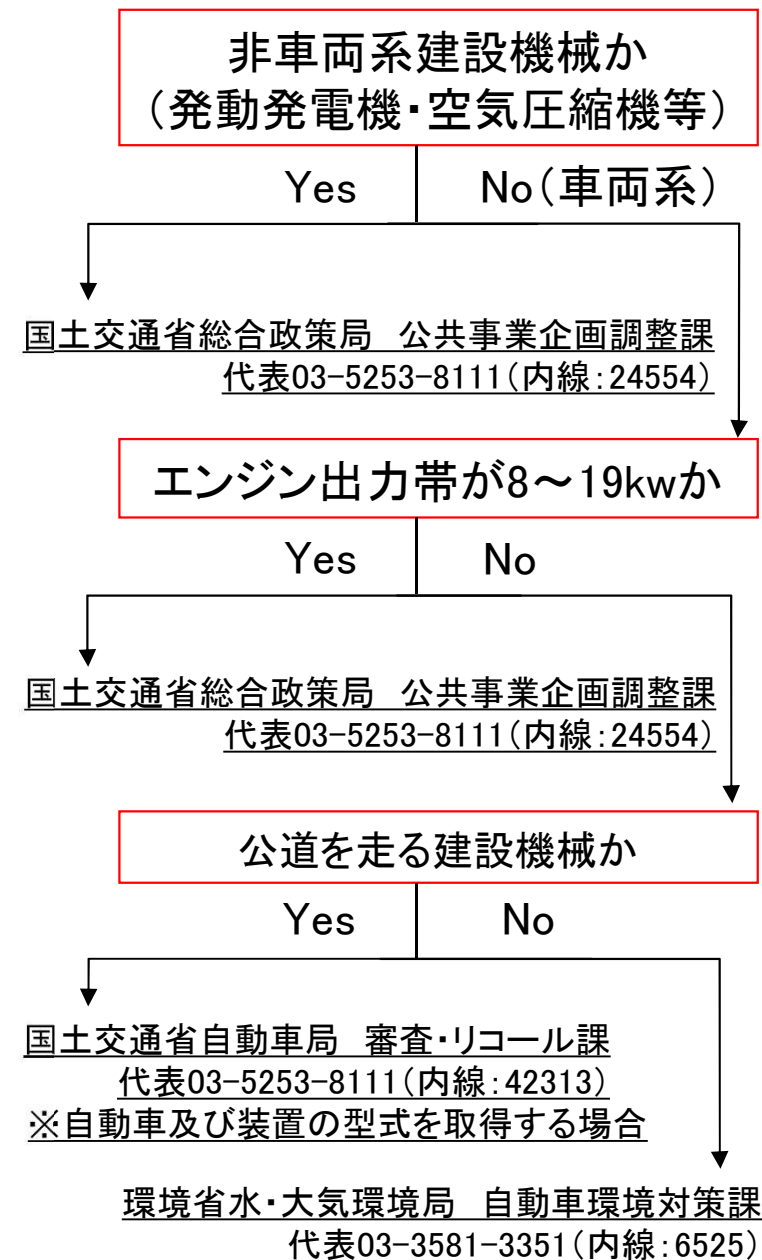 非車両系建設機械か
（発動発電機・空気圧縮機等）
Yes No（車両系）
国土交通省総合政策局　公共事業企画調整課
代表03-5253-8111（内線：24554）
エンジン出力帯が8～19kwか
Yes No
国土交通省総合政策局　公共事業企画調整課
代表03-5253-8111（内線：24554）
公道を走る建設機械か
Yes No
国土交通省自動車局　審査・リコール課
代表03-5253-8111（内線：42313）
※自動車及び装置の型式を取得する場合
環境省水・大気環境局　自動車環境対策課
代表03-3581-3351（内線：6525）